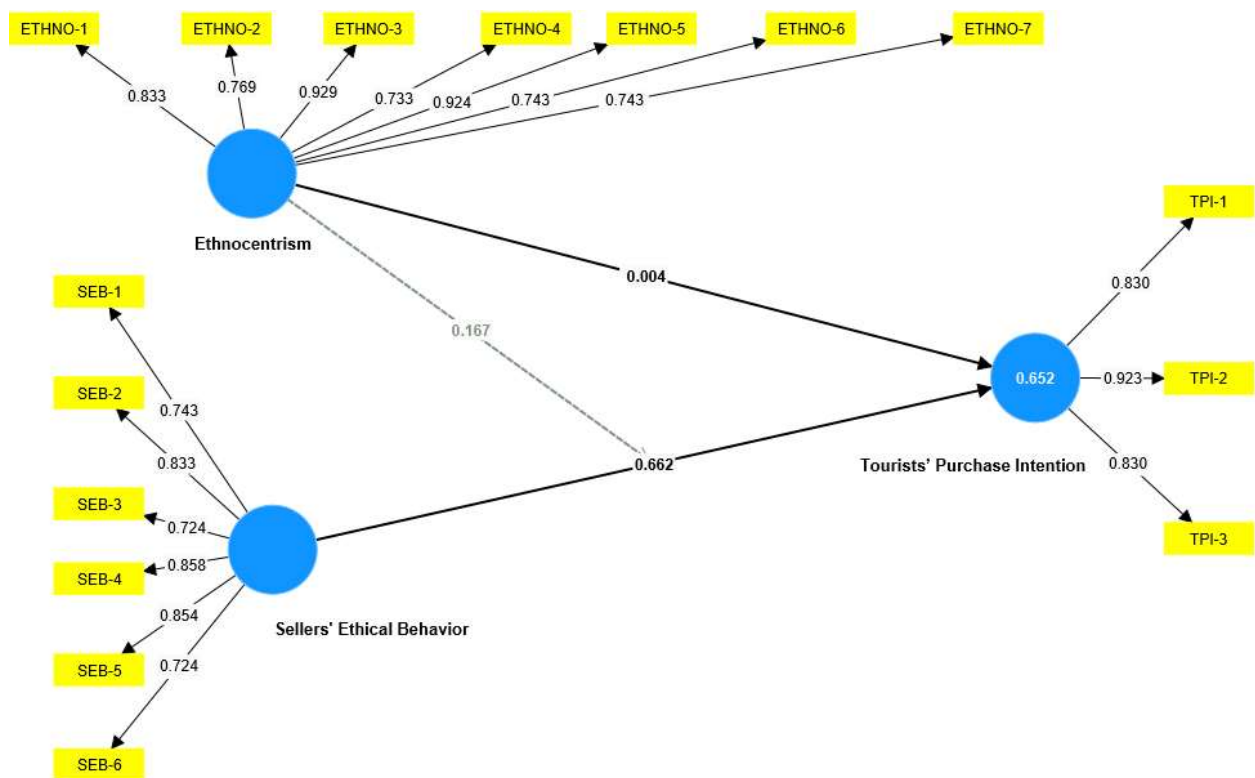 ETHNO-1
ETHNO-2
ETHNO-3
ETHNO-4
ETHNO-5
ETHNO-6
ETHNO-7
0.833
0.769
0.929
0.733
0.924
0.743
0.743
Ethnocentrism
TPI-1
0.830
0.004
0.167
SEB-1
SEB-2
0.743
0.833
0.652
0.923
TPI-2
0.662
Tourists' Purchase Intention
0.830
TPI-3
SEB-3
0.724
SEB-4
0.858
0.854
Sellers' Ethical Behavior
SEB-5
0.724
SEB-6